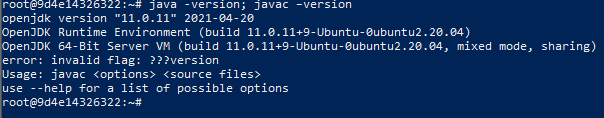 root@9d4e14326322:~# java -version; javac –version
openjdk version "11.0.11" 2021-04-20
OpenJDK Runtime Environment (build 11.0.11+9-Ubuntu-0ubuntu2.20.04)
OpenJDK 64-Bit Server VM (build 11.0.11+9-Ubuntu-0ubuntu2.20.04, mixed mode, sharing)
error: invalid flag: ???version
Usage: javac <options> <source files>
use --help for a list of possible options
root@9d4e14326322:~#